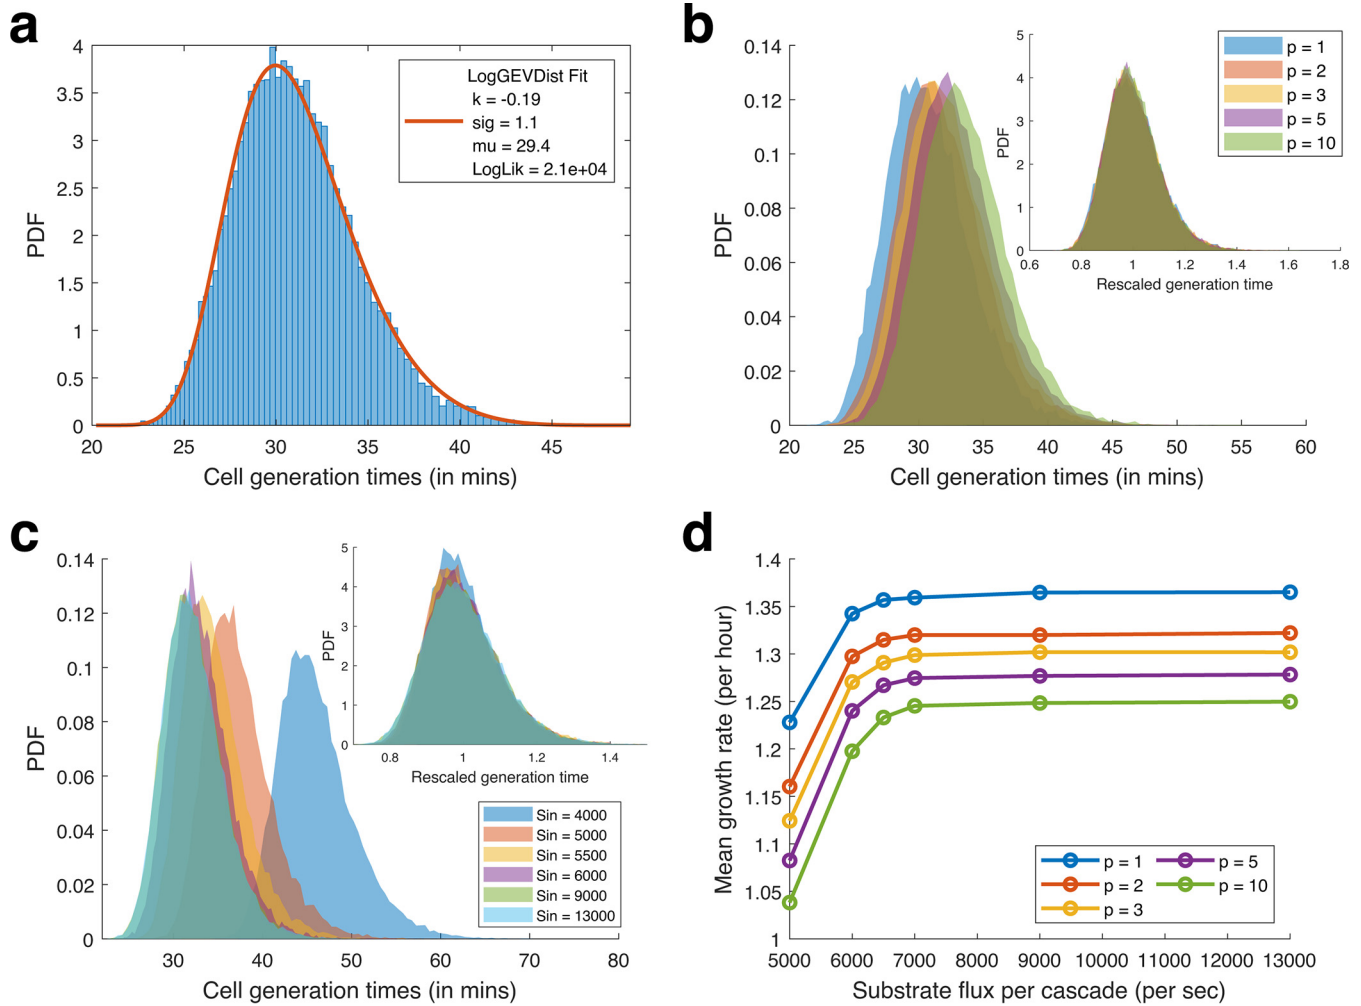 a
4
3.5
3
2.5
2
1.5
1
0.5
0
PDF
LogGEVDist Fit
k = -0.19
sig = 1.1
mu = 29.4
LogLik = 2.1e+04
20 25 30 35 40 45
Cell generation times (in mins)
b
0.14
0.12
0.1
0.08
0.06
0.04
0.02
0
PDF
5
4
3
2
1
0
PDF
0.6 0.8 1 1.2 1.4 1.6 1.8
Rescaled generation time
p = 1
p = 2
p = 3
p = 5
p = 10
20 25 30 35 40 45 50 55 60
Cell generation times (in mins)
c
0.14
0.12
0.1
0.08
0.06
0.04
0.02
0
PDF
5
4
3
2
1
0
PDF
0.8 1 1.2 1.4
Rescaled generation time
Sin = 4000
Sin = 5000
Sin = 5500
Sin = 6000
Sin = 9000
Sin = 13000
30 40 50 60 70 80
Cell generation times (in mins)
d
1.4
1.35
1.3
1.25
1.2
1.15
1.1
1.05
1
Mean growth rate (per hour)
p = 1 p = 5
p = 2 p = 10
p = 3
5000 6000 7000 8000 9000 10000 11000 12000 13000
Substrate flux per cascade (per sec)